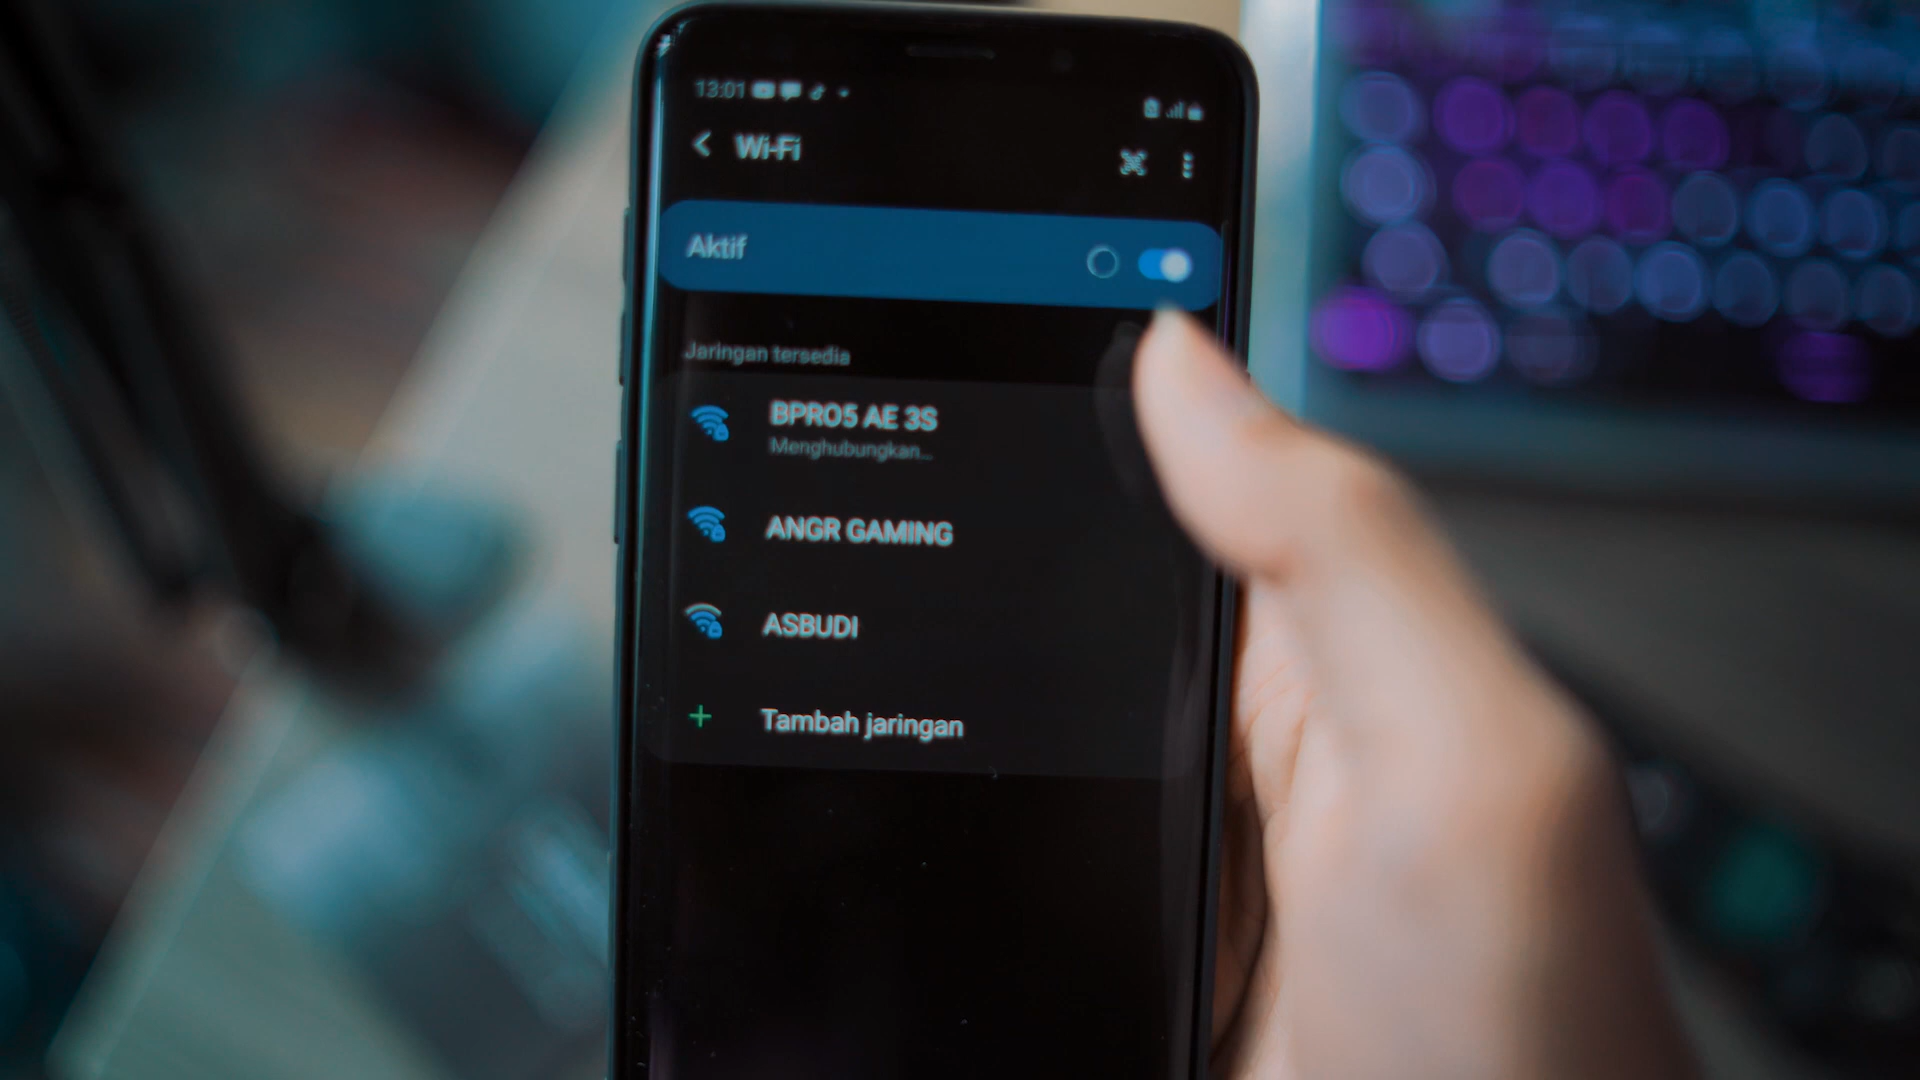 13:01
Wi-Fi
Aktif
Jaringan tersedia
BPRO5 AE 3S
Menghubungkan...
ANGR GAMING
ASBUDI
Tambah jaringan